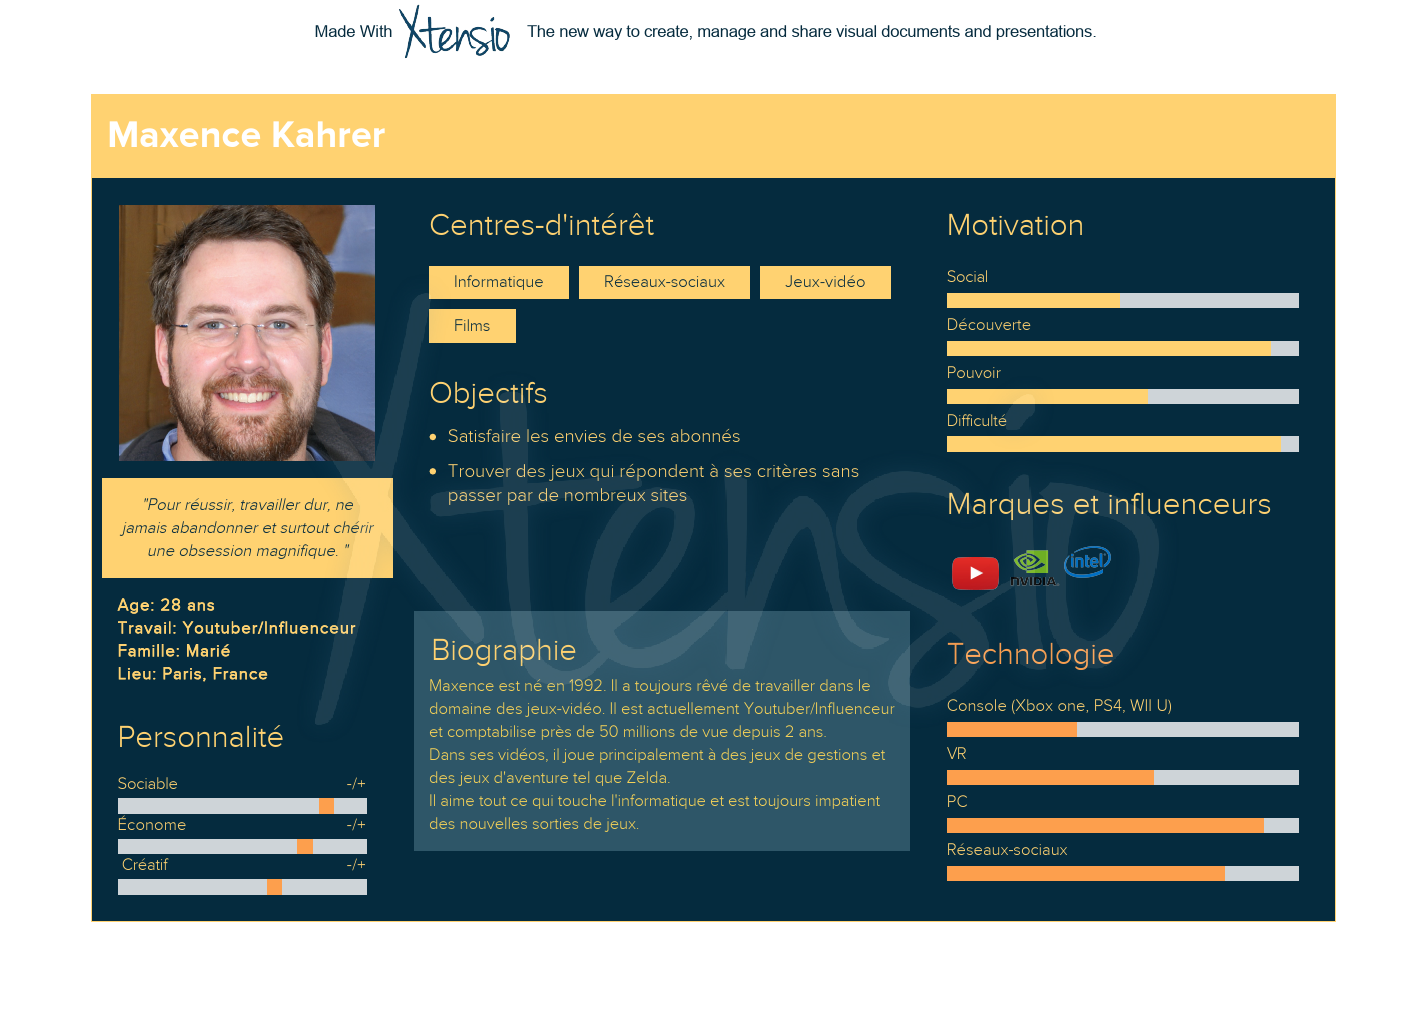 Made With Xtensio The new way to create, manage and share visual documents and presentations.
Maxence Kahrer
"Pour réussir, travailler dur, ne
jamais abandonner et surtout chérir
une obsession magnifique. "
Age: 28 ans
Travail: Youtuber/Influenceur
Famille: Marié
Lieu: Paris, France
Personnalité
Sociable -/+
Économe -/+
Créatif -/+
Centres-d'intérêt
Informatique Réseaux-sociaux Jeux-vidéo
Films
Objectifs
Satisfaire les envies de ses abonnés
Trouver des jeux qui répondent à ses critères sans
passer par de nombreux sites
Biographie
Maxence est né en 1992. Il a toujours rêvé de travailler dans le
domaine des jeux-vidéo. Il est actuellement Youtuber/Influenceur
et comptabilise près de 50 millions de vue depuis 2 ans.
Dans ses vidéos, il joue principalement à des jeux de gestions et
des jeux d'aventure tel que Zelda.
Il aime tout ce qui touche l'informatique et est toujours impatient
des nouvelles sorties de jeux.
Motivation
Social
Découverte
Pouvoir
Difficulté
Marques et influenceurs
NVIDIA. intel
Technologie
Console (Xbox one, PS4, WII U)
VR
PC
Réseaux-sociaux
Xtensio